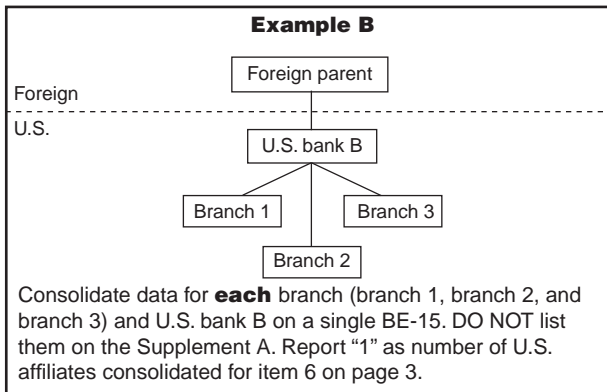 Example B
Foreign parent
Foreign
U.S.
U.S. bank B
Branch 1
Branch 3
Branch 2
Consolidate data for each branch (branch 1, branch 2, and
branch 3) and U.S. bank B on a single BE-15. DO NOT list
them on the Supplement A. Report “1” as number of U.S.
affiliates consolidated for item 6 on page 3.